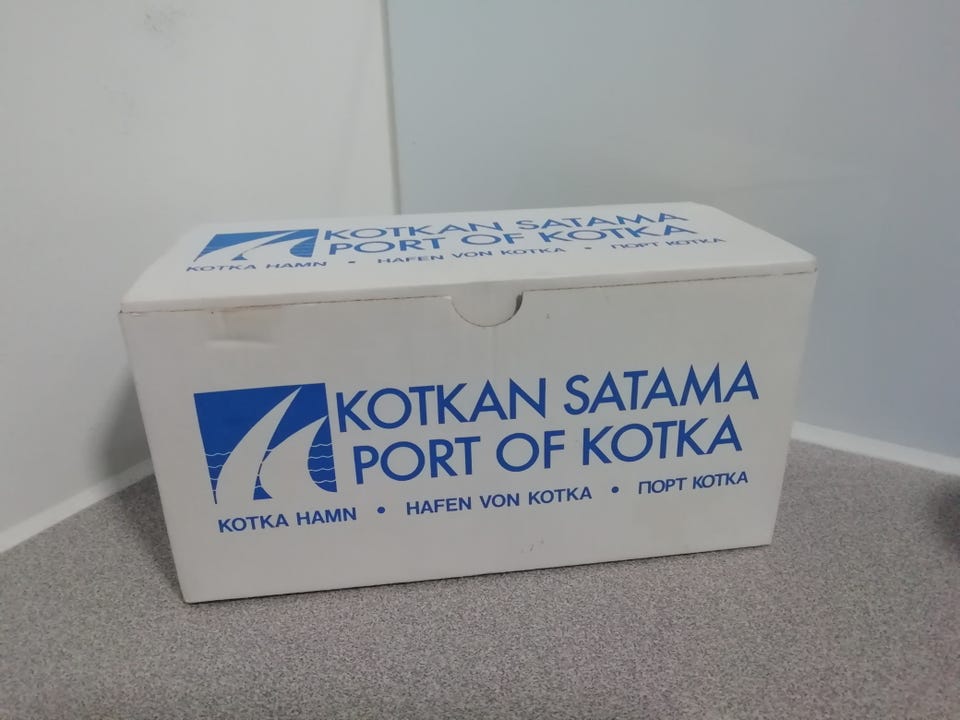 KOTKAN SATAMA
PORT OF KOTKA
KOTKA HAMN • HAFEN VON KOTKA • ПОРТ КОТКА
KOTKAN SATAMA
PORT OF KOTKA
KOTKA HAMN • HAFEN VON KOTKA • ПОРТ КОТКА